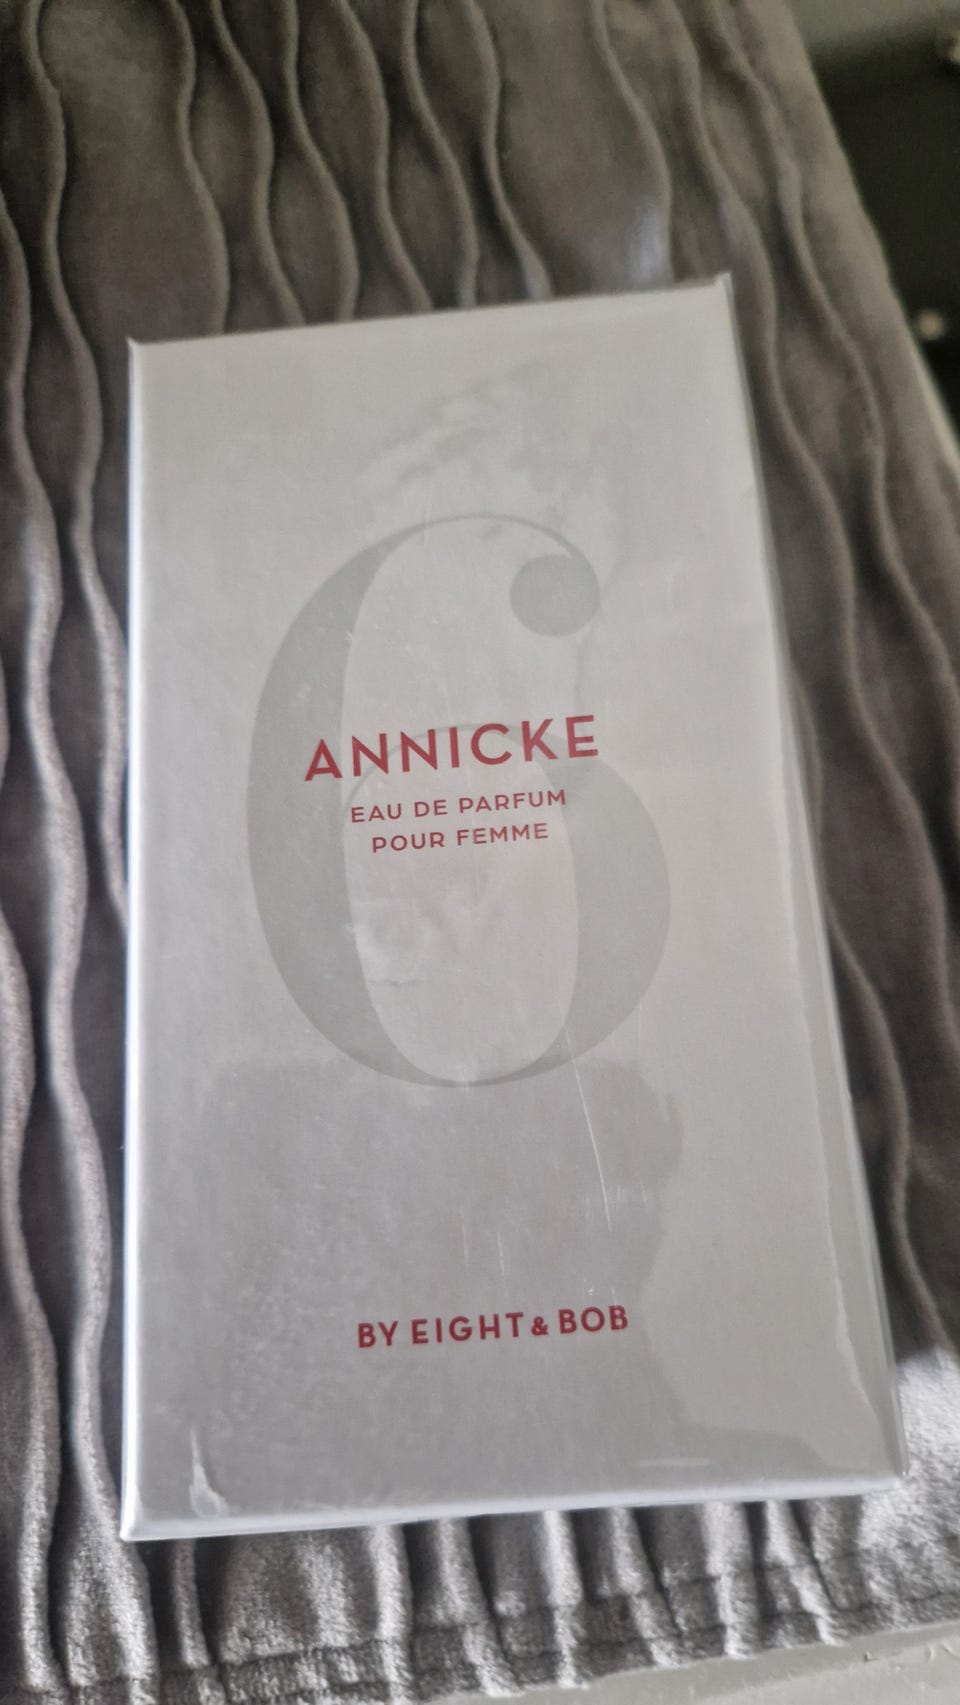 6
ANNICKE
EAU DE PARFUM
POUR FEMME
BY EIGHT & BOB